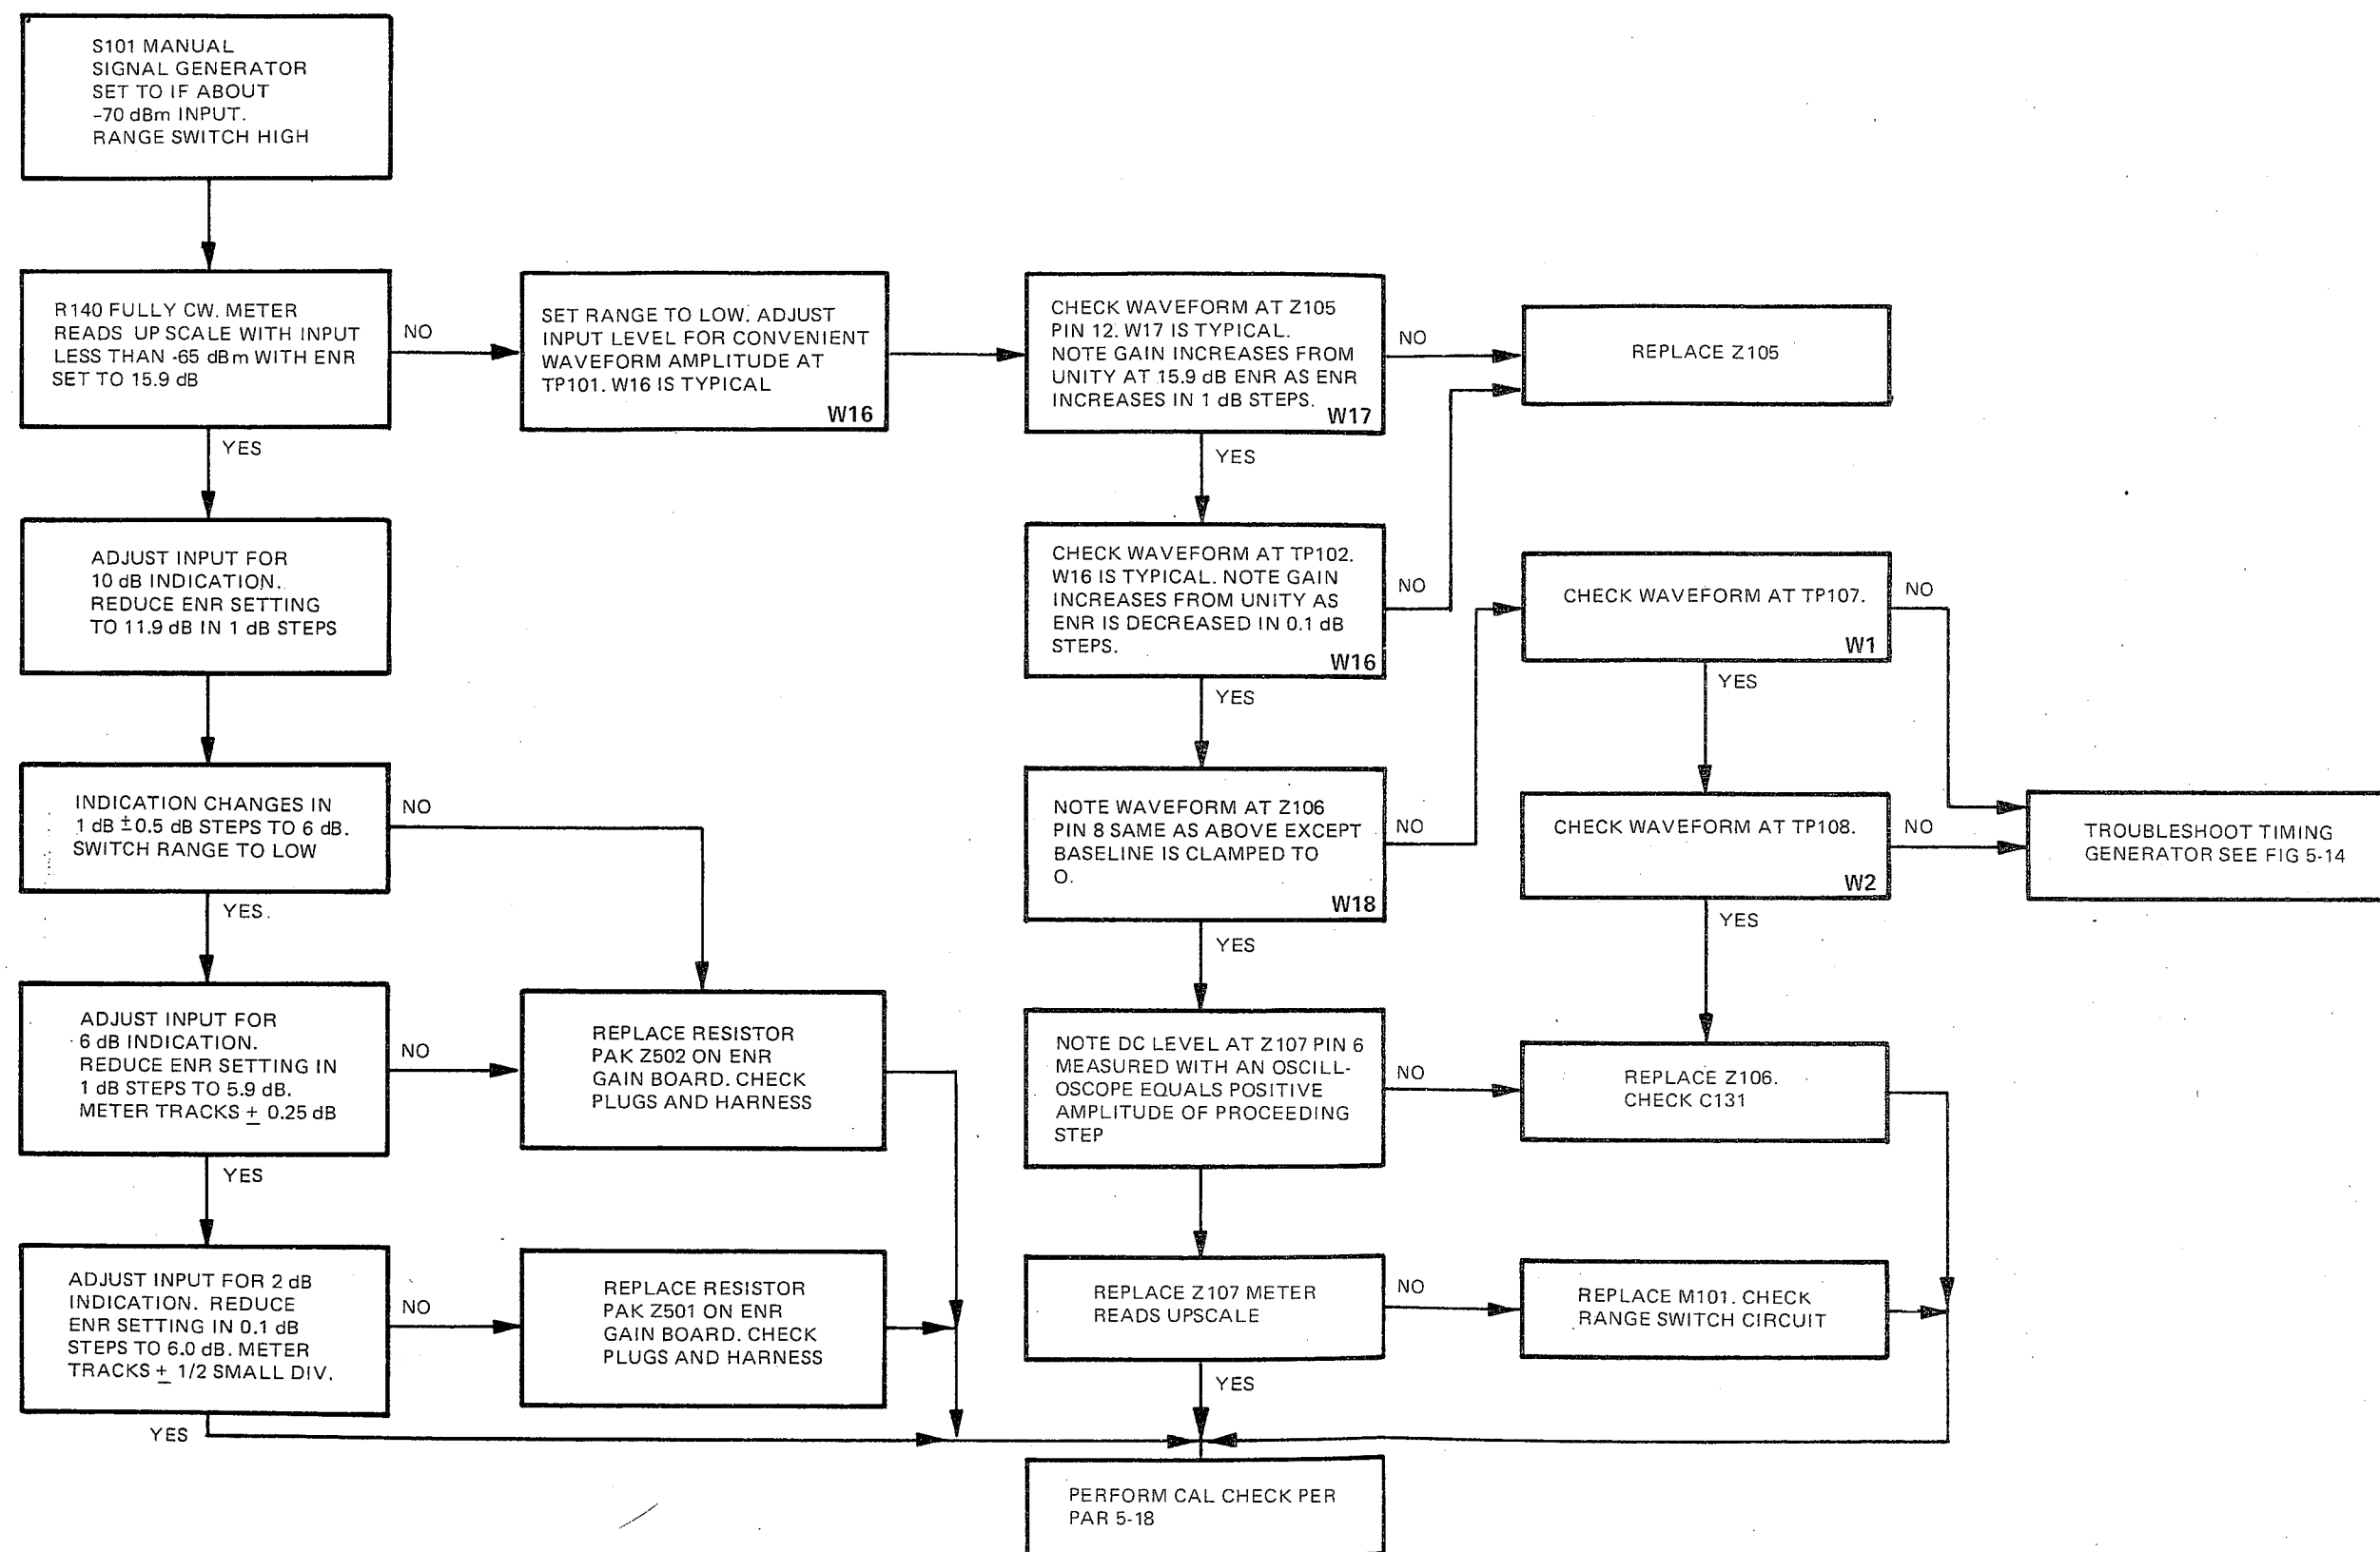 S101 MANUAL
SIGNAL GENERATOR
SET TO IF ABOUT
-70 dBm INPUT.
RANGE SWITCH HIGH
R140 FULLY CW. METER
READS UP SCALE WITH INPUT
LESS THAN -65 dBm WITH ENR
SET TO 15.9 dB
NO
YES
SET RANGE TO LOW. ADJUST
INPUT LEVEL FOR CONVENIENT
WAVEFORM AMPLITUDE AT
TP101. W16 IS TYPICAL
W16
CHECK WAVEFORM AT Z105
PIN 12. W17 IS TYPICAL.
NOTE GAIN INCREASES FROM
UNITY AT 15.9 dB ENR AS ENR
INCREASES IN 1 dB STEPS.
W17
NO
YES
REPLACE Z105
ADJUST INPUT FOR
10 dB INDICATION.
REDUCE ENR SETTING
TO 11.9 dB IN 1 dB STEPS
CHECK WAVEFORM AT TP102.
W16 IS TYPICAL. NOTE GAIN
INCREASES FROM UNITY AS
ENR IS DECREASED IN 0.1 dB
STEPS.
W16
NO
YES
CHECK WAVEFORM AT TP107.
W1
NO
YES
INDICATION CHANGES IN
1 dB ±0.5 dB STEPS TO 6 dB.
SWITCH RANGE TO LOW
NO
YES.
NOTE WAVEFORM AT Z106
PIN 8 SAME AS ABOVE EXCEPT
BASELINE IS CLAMPED TO
O.
W18
NO
YES
CHECK WAVEFORM AT TP108.
W2
NO
YES
TROUBLESHOOT TIMING
GENERATOR SEE FIG 5-14
ADJUST INPUT FOR
6 dB INDICATION.
REDUCE ENR SETTING IN
1 dB STEPS TO 5.9 dB.
METER TRACKS ± 0.25 dB
NO
YES
REPLACE RESISTOR
PAK Z502 ON ENR
GAIN BOARD. CHECK
PLUGS AND HARNESS
NOTE DC LEVEL AT Z107 PIN 6
MEASURED WITH AN OSCILL-
OSCOPE EQUALS POSITIVE
AMPLITUDE OF PROCEEDING
STEP
NO
REPLACE Z106.
CHECK C131
ADJUST INPUT FOR 2 dB
INDICATION. REDUCE
ENR SETTING IN 0.1 dB
STEPS TO 6.0 dB. METER
TRACKS ± 1/2 SMALL DIV.
NO
YES
REPLACE RESISTOR
PAK Z501 ON ENR
GAIN BOARD. CHECK
PLUGS AND HARNESS
REPLACE Z107 METER
READS UPSCALE
NO
YES
REPLACE M101. CHECK
RANGE SWITCH CIRCUIT
PERFORM CAL CHECK PER
PAR 5-18